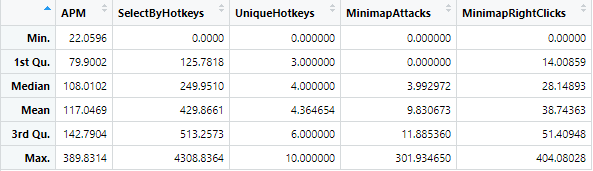 APM SelectByHotkeys UniqueHotkeys MinimapAttacks MinimapRightClicks
Min. 22.0596 0.0000 0.000000 0.000000 0.00000
1st Qu. 79.9002 125.7818 3.000000 0.000000 14.00859
Median 108.0102 249.9510 4.000000 3.992972 28.14893
Mean 117.0469 429.8661 4.364654 9.830673 38.74363
3rd Qu. 142.7904 513.2573 6.000000 11.885360 51.40948
Max. 389.8314 4308.8364 10.000000 301.934650 404.08028